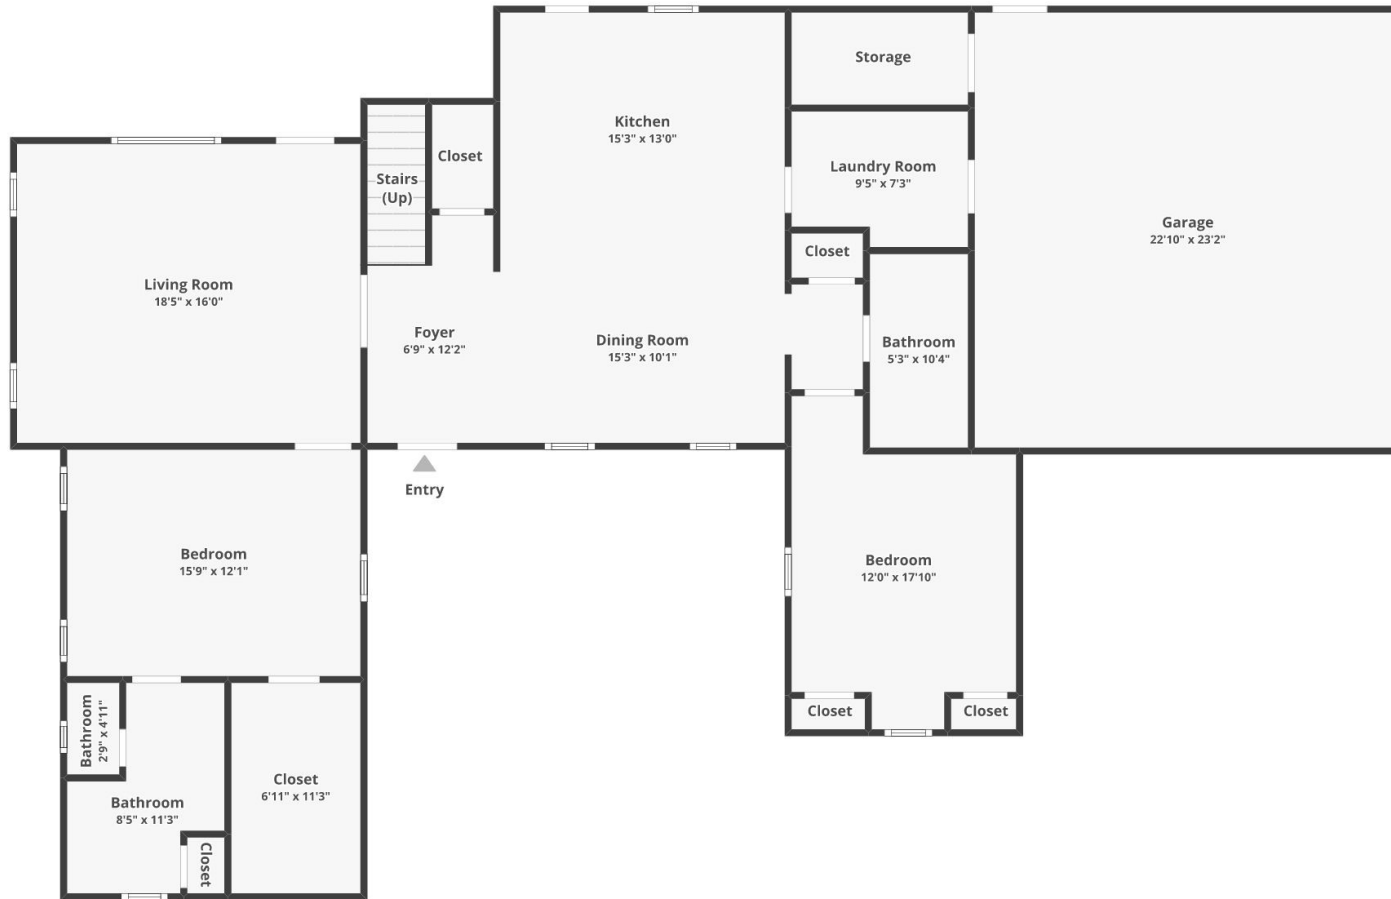 Storage
Kitchen
15'3" x 13'0"
Closet
Laundry Room
9'5" x 7'3"
Stairs
(Up)
Garage
22'10" x 23'2"
Closet
Living Room
18'5" x 16'0"
Foyer
6'9" x 12'2"
Dining Room
15'3" x 10'1"
Bathroom
5'3" x 10'4"
Entry
Bedroom
15'9" x 12'1"
Bedroom
12'0" x 17'10"
Closet
Closet
Bathroom
2'9" x 4'11"
Closet
6'11" x 11'3"
Bathroom
8'5" x 11'3"
Closet